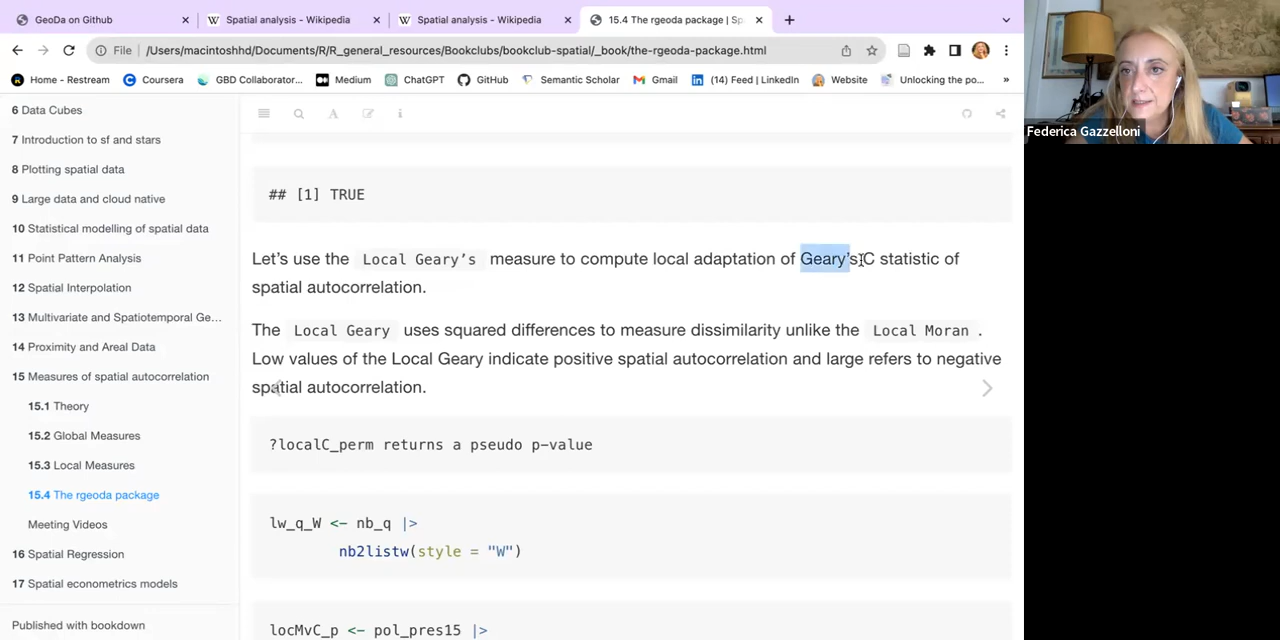 GeoDa on Github
Spatial analysis - Wikipedia
Spatial analysis - Wikipedia
15.4 The rgeoda package | Sp
File /Users/macintoshhd/Documents/R/R_general_resources/Bookclubs/bookclub-spatial/_book/the-rgeoda-package.html
Home - Restream Coursera GBD Collaborator... Medium ChatGPT GitHub Semantic Scholar Gmail (14) Feed | LinkedIn Website Unlocking the po... »
Federica Gazzelloni
6 Data Cubes
7 Introduction to sf and stars
8 Plotting spatial data
9 Large data and cloud native
10 Statistical modelling of spatial data
11 Point Pattern Analysis
12 Spatial Interpolation
13 Multivariate and Spatiotemporal Ge...
14 Proximity and Areal Data
15 Measures of spatial autocorrelation
15.1 Theory
15.2 Global Measures
15.3 Local Measures
15.4 The rgeoda package
Meeting Videos
16 Spatial Regression
17 Spatial econometrics models
Published with bookdown
## [1] TRUE
Let's use the Local Geary's measure to compute local adaptation of Geary's C statistic of
spatial autocorrelation.
The Local Geary uses squared differences to measure dissimilarity unlike the Local Moran .
Low values of the Local Geary indicate positive spatial autocorrelation and large refers to negative
spatial autocorrelation.
?localC_perm returns a pseudo p-value
lw_q_W <- nb_q |>
nb2listw(style = "W")
locMvC_p <- pol_pres15 |>